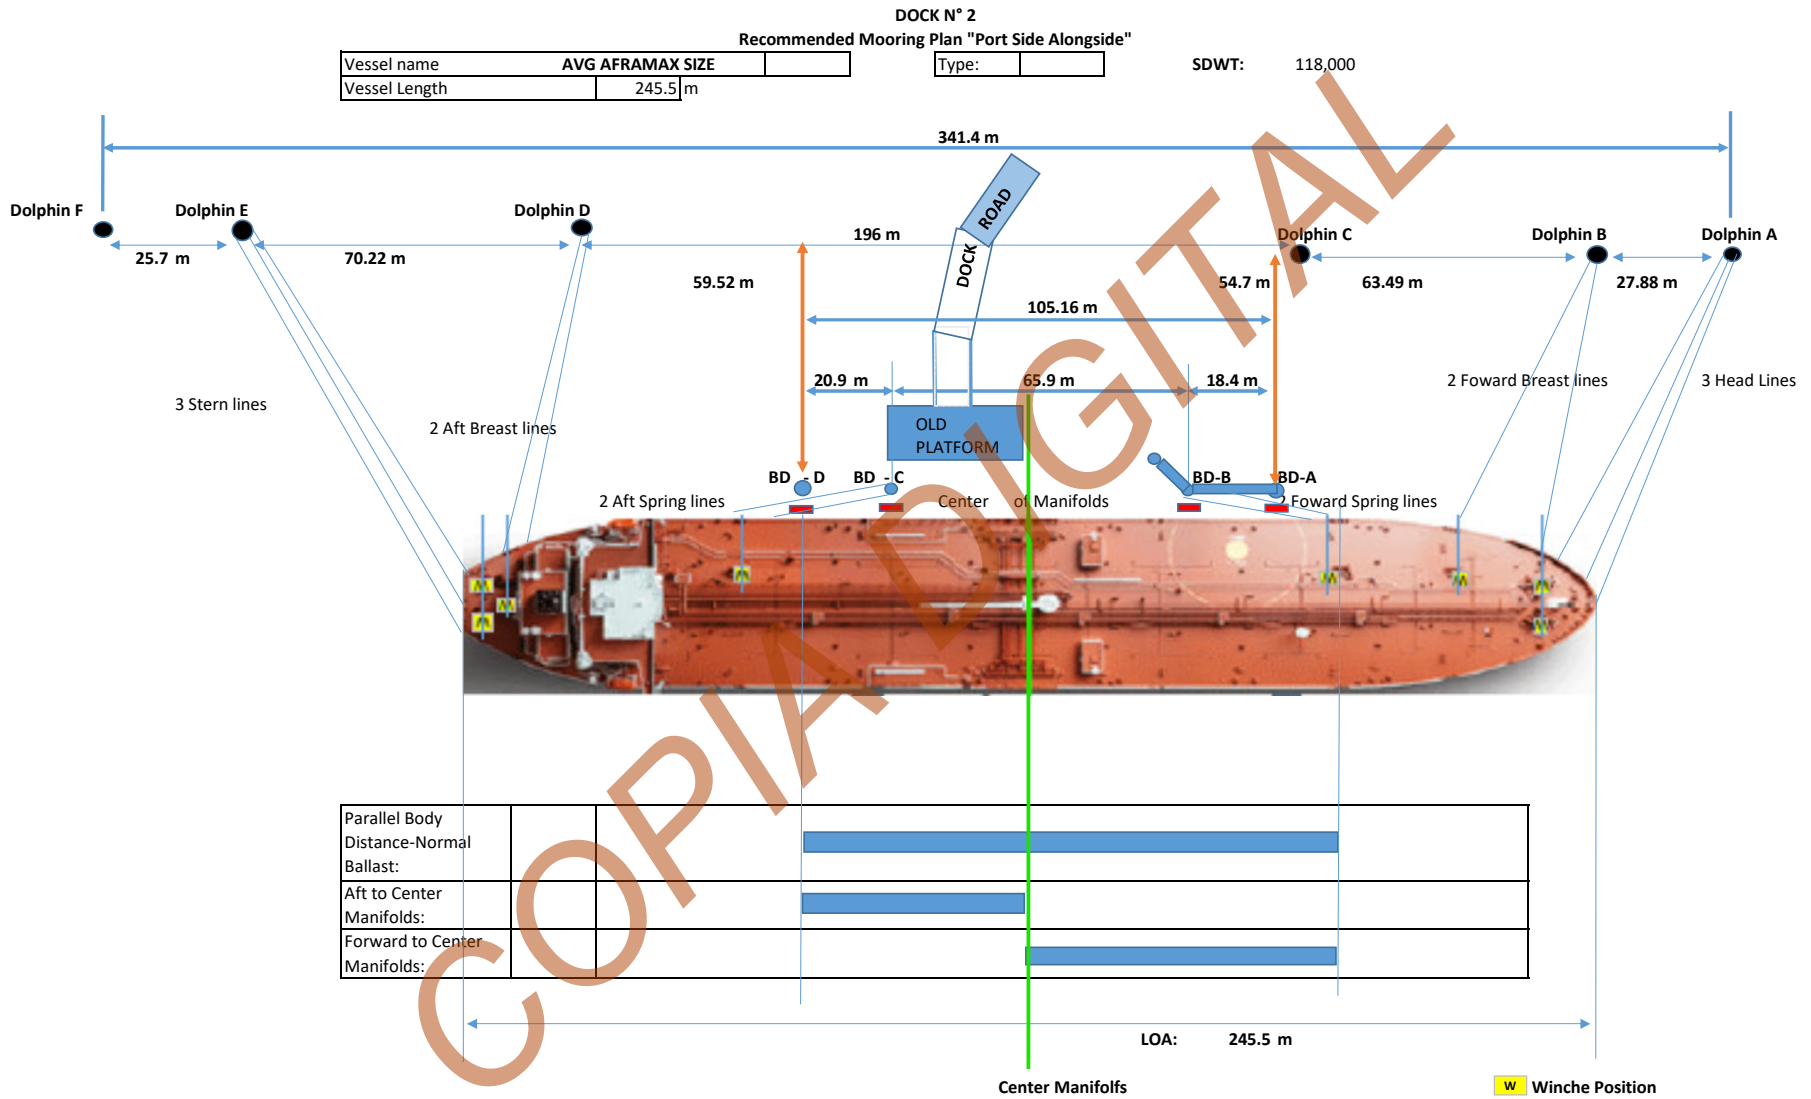 DOCK N° 2
Recommended Mooring Plan "Port Side Alongside"
Vessel name AVG AFRAMAX SIZE Type: SDWT: 118,000
Vessel Length 245.5 m
341.4 m
Dolphin F Dolphin E Dolphin D Dolphin C Dolphin B Dolphin A
25.7 m 70.22 m 196 m 63.49 m 27.88 m
59.52 m 54.7 m
DOCK ROAD
105.16 m
20.9 m 65.9 m 18.4 m
3 Stern lines 2 Aft Breast lines 2 Foward Breast lines 3 Head Lines
OLD
PLATFORM
BD - D BD - C BD-B BD-A
2 Aft Spring lines Center of Manifolds 2 Foward Spring lines
W W W W W W W W
COPIA DIGITAL
Parallel Body
Distance-Normal
Ballast:
Aft to Center
Manifolds:
Forward to Center
Manifolds:
LOA: 245.5 m
Center Manifolfs
W Winche Position